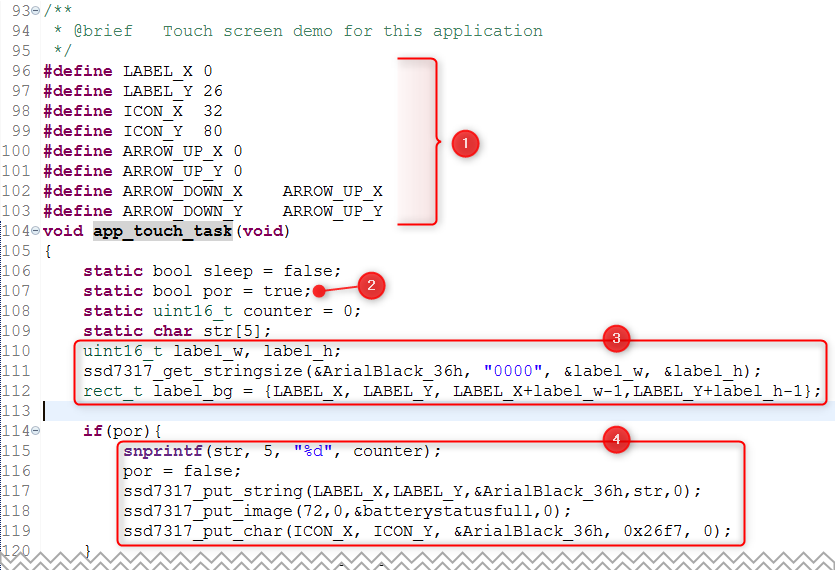 93 /**
94  * @brief   Touch screen demo for this application
95  */
96 #define LABEL_X 0
97 #define LABEL_Y 26
98 #define ICON_X  32
99 #define ICON_Y  80
100 #define ARROW_UP_X 0
101 #define ARROW_UP_Y 0
102 #define ARROW_DOWN_X    ARROW_UP_X
103 #define ARROW_DOWN_Y    ARROW_UP_Y
1
104 void app_touch_task(void)
105 {
106     static bool sleep = false;
107     static bool por = true; 2
108     static uint16_t counter = 0;
109     static char str[5];
3
110     uint16_t label_w, label_h;
111     ssd7317_get_stringsize(&ArialBlack_36h, "0000", &label_w, &label_h);
112     rect_t label_bg = {LABEL_X, LABEL_Y, LABEL_X+label_w-1,LABEL_Y+label_h-1};
113
114     if(por){
4
115         snprintf(str, 5, "%d", counter);
116         por = false;
117         ssd7317_put_string(LABEL_X,LABEL_Y,&ArialBlack_36h,str,0);
118         ssd7317_put_image(72,0,&batterystatusfull,0);
119         ssd7317_put_char(ICON_X, ICON_Y, &ArialBlack_36h, 0x26f7, 0);
120     }